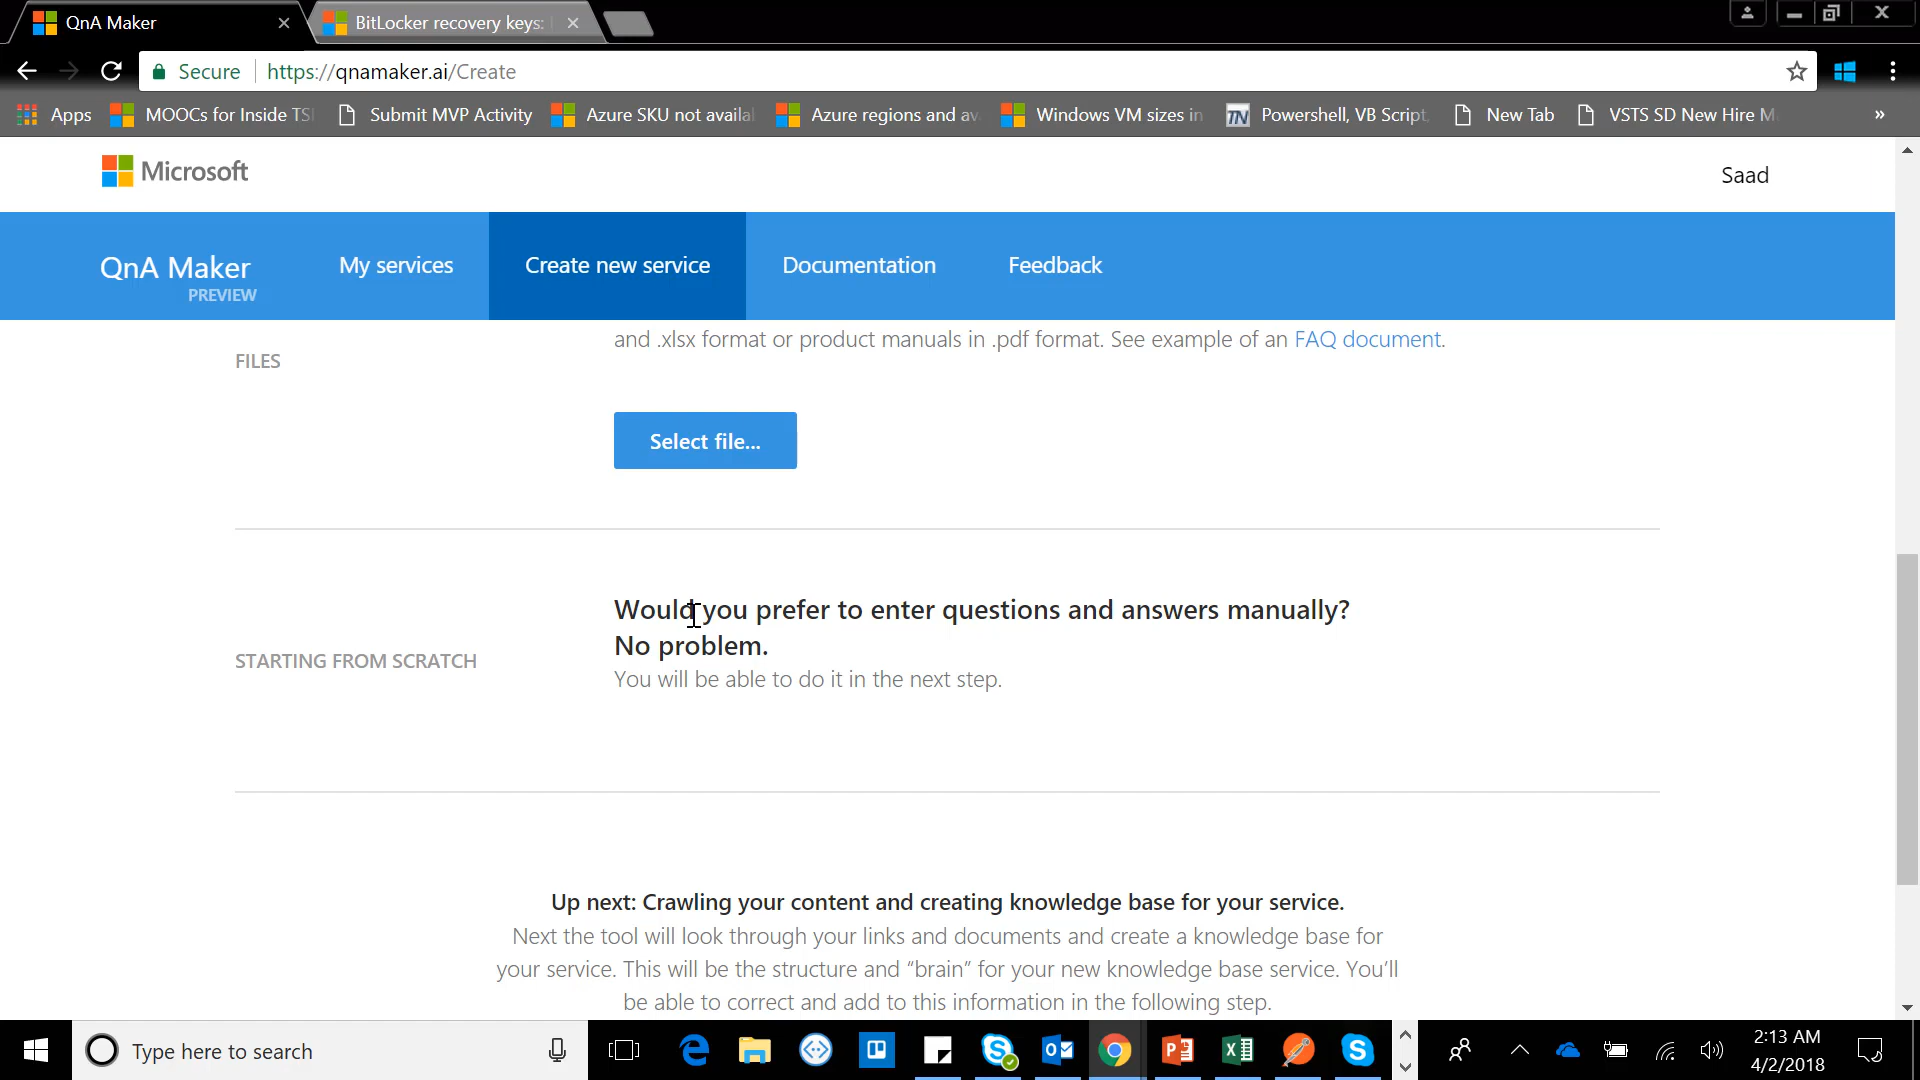 QnA Maker
BitLocker recovery keys:
Secure
https://qnamaker.ai/Create
Apps
MOOCs for Inside TS
Submit MVP Activity
Azure SKU not availal
Azure regions and av
Windows VM sizes in
TN
Powershell, VB Script,
New Tab
VSTS SD New Hire M
»
Microsoft
Saad
QnA Maker
PREVIEW
My services
Create new service
Documentation
Feedback
and .xlsx format or product manuals in .pdf format. See example of an FAQ document.
FILES
Select file...
Would you prefer to enter questions and answers manually?
No problem.
STARTING FROM SCRATCH
You will be able to do it in the next step.
Up next: Crawling your content and creating knowledge base for your service.
Next the tool will look through your links and documents and create a knowledge base for
your service. This will be the structure and “brain” for your new knowledge base service. You’ll
be able to correct and add to this information in the following step.
Type here to search
2:13 AM
4/2/2018